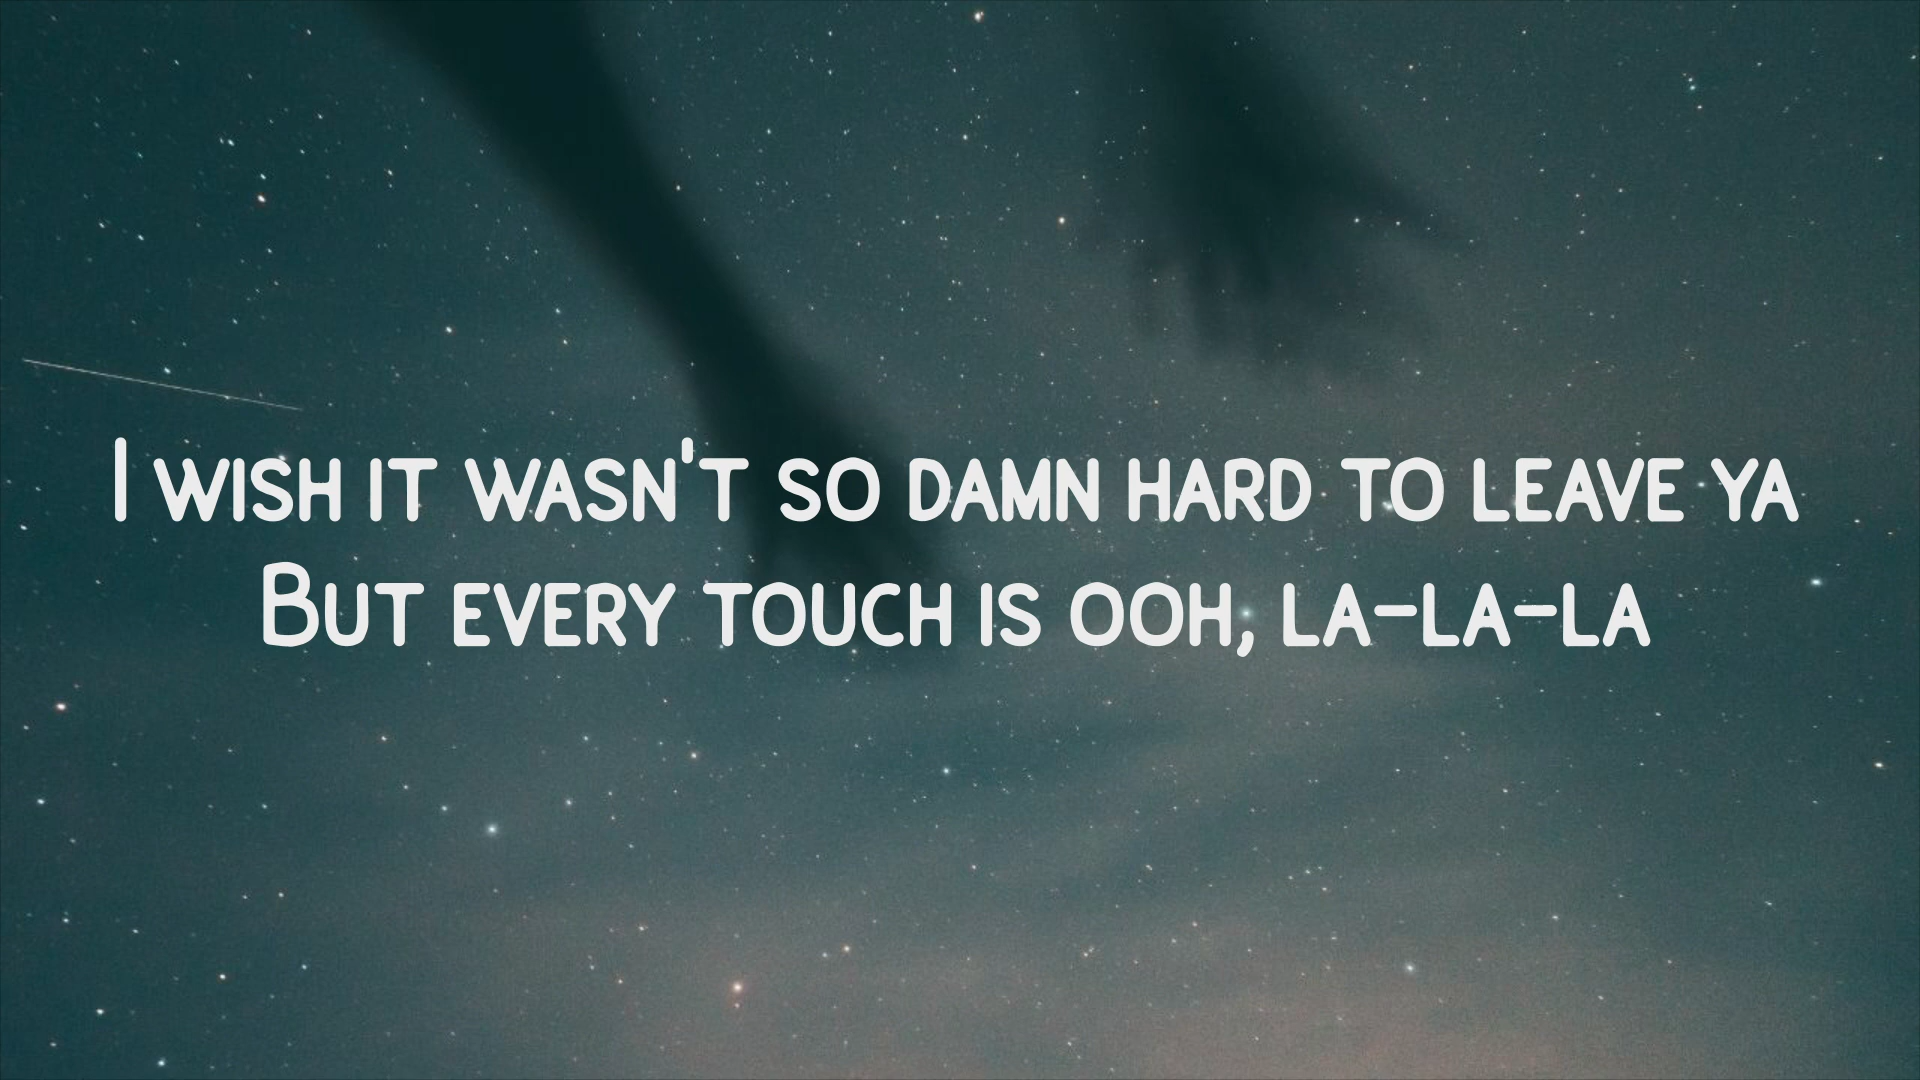 I wish it wasn't so damn hard to leave ya
But every touch is ooh, la-la-la